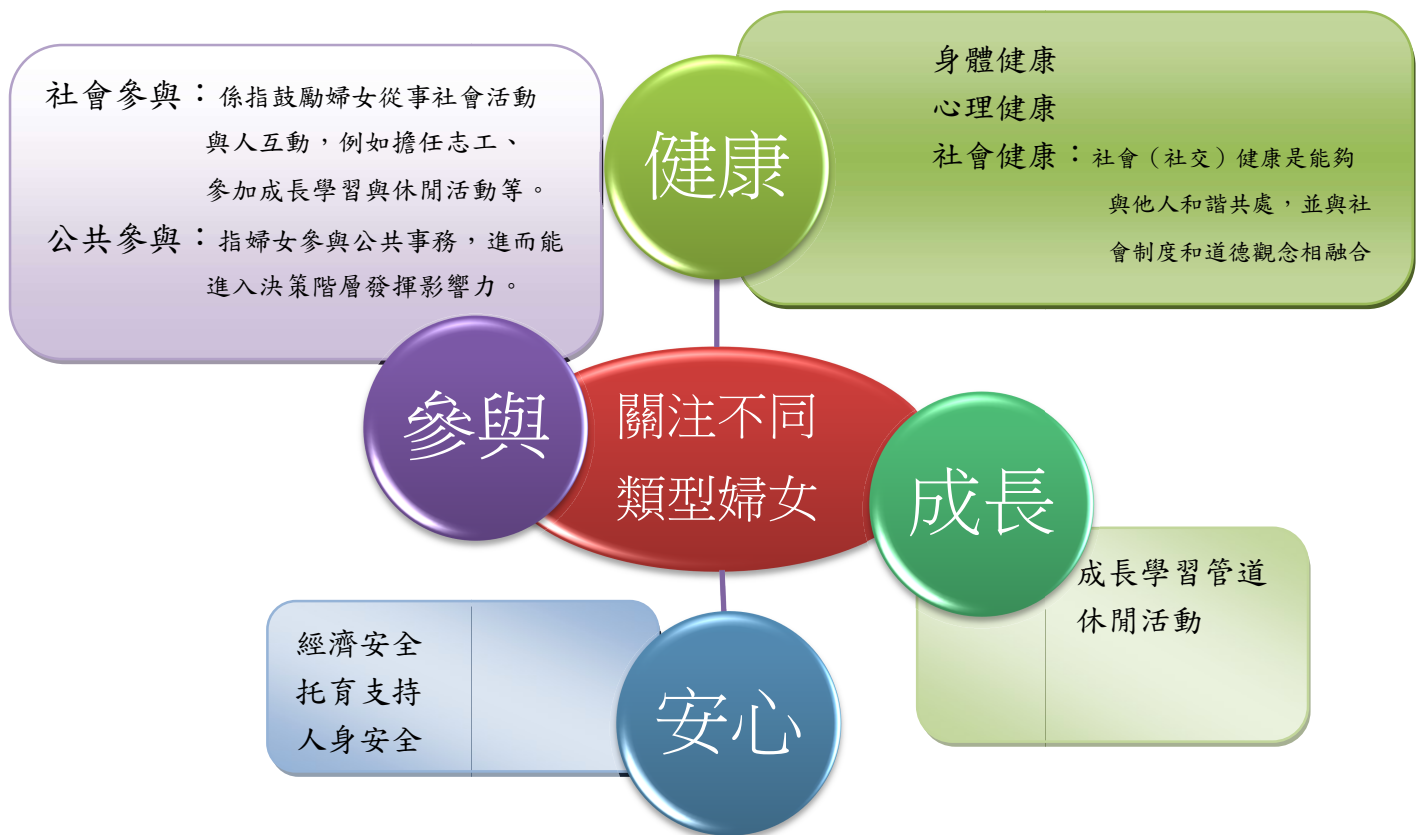 社會參與：係指鼓勵婦女從事社會活動
與人互動，例如擔任志工、
參加成長學習與休閒活動等。
公共參與：指婦女參與公共事務，進而能
進入決策階層發揮影響力。
健康
身體健康
心理健康
社會健康：社會（社交）健康是能夠
與他人和諧共處，並與社
會制度和道德觀念相融合
參與
關注不同
類型婦女
成長
成長學習管道
休閒活動
經濟安全
托育支持
人身安全
安心